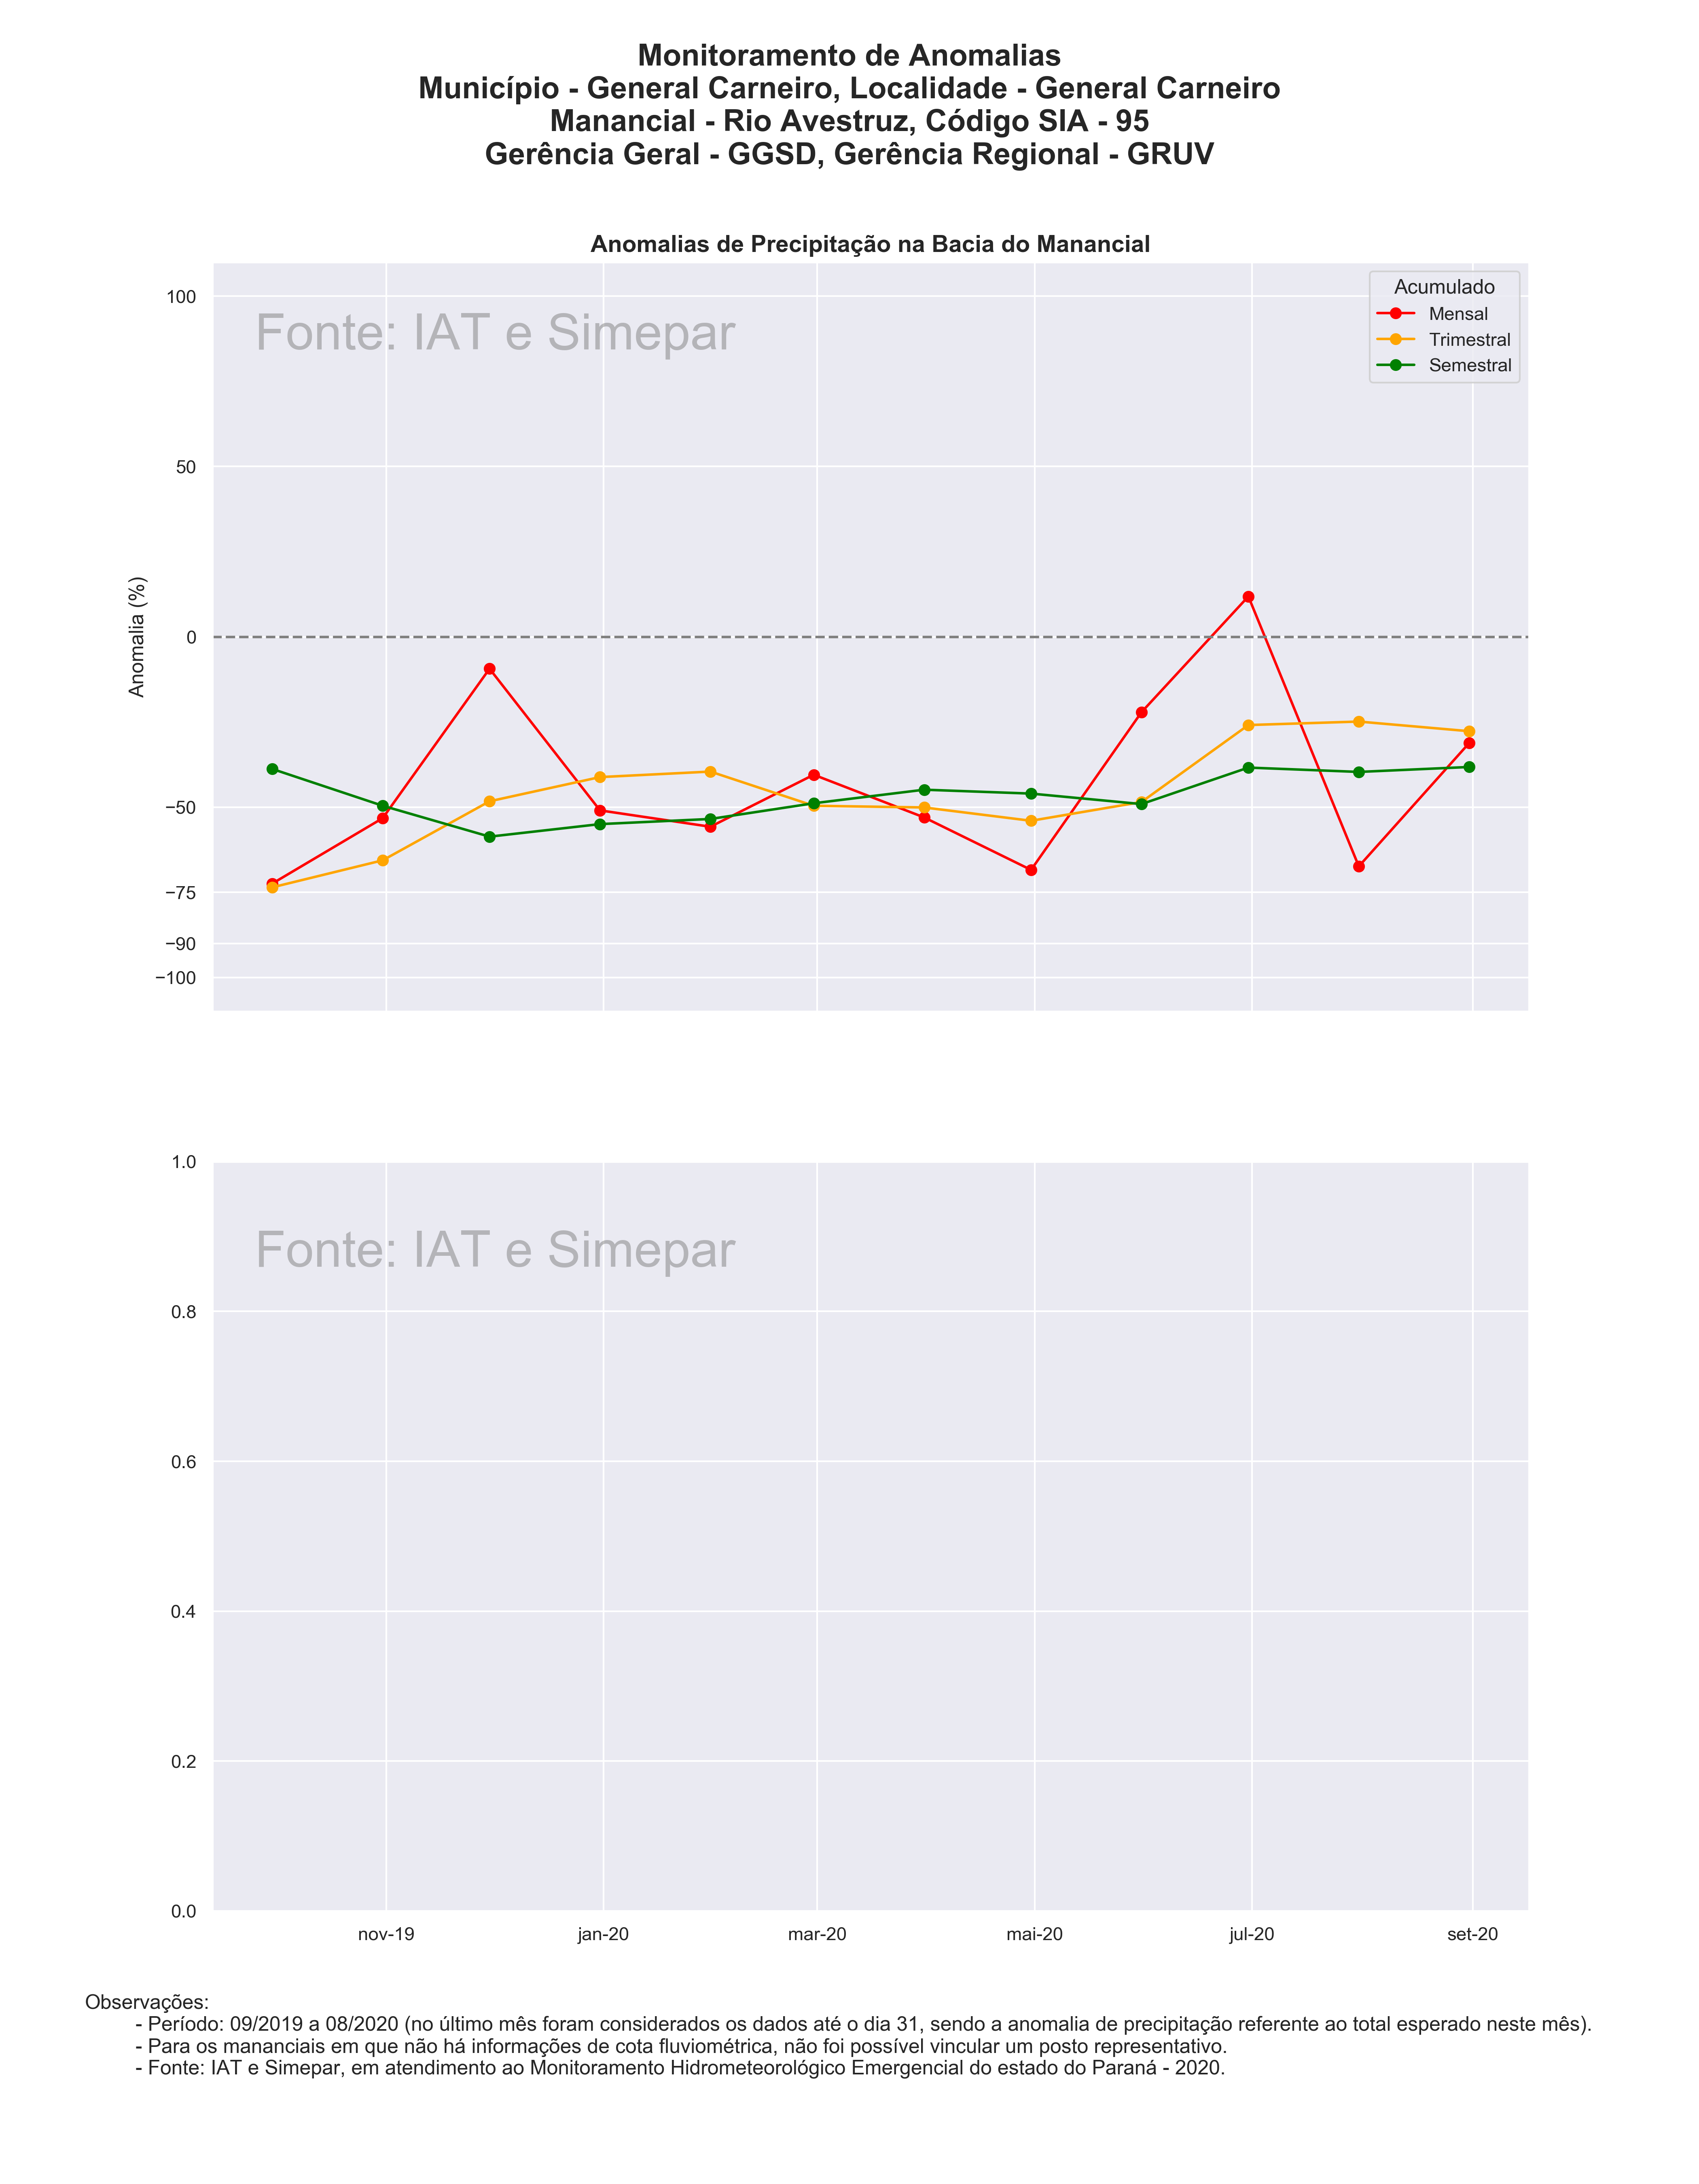 Monitoramento de Anomalias
Município - General Carneiro, Localidade - General Carneiro
Manancial - Rio Avestruz, Código SIA - 95
Gerência Geral - GGSD, Gerência Regional - GRUV
Anomalias de Precipitação na Bacia do Manancial
Fonte: IAT e Simepar
Acumulado
Mensal
Trimestral
Semestral
Anomalia (%)
100
50
0
−50
−75
−90
−100
Fonte: IAT e Simepar
1.0
0.8
0.6
0.4
0.2
0.0
nov-19 jan-20 mar-20 mai-20 jul-20 set-20
Observações:
- Período: 09/2019 a 08/2020 (no último mês foram considerados os dados até o dia 31, sendo a anomalia de precipitação referente ao total esperado neste mês).
- Para os mananciais em que não há informações de cota fluviométrica, não foi possível vincular um posto representativo.
- Fonte: IAT e Simepar, em atendimento ao Monitoramento Hidrometeorológico Emergencial do estado do Paraná - 2020.